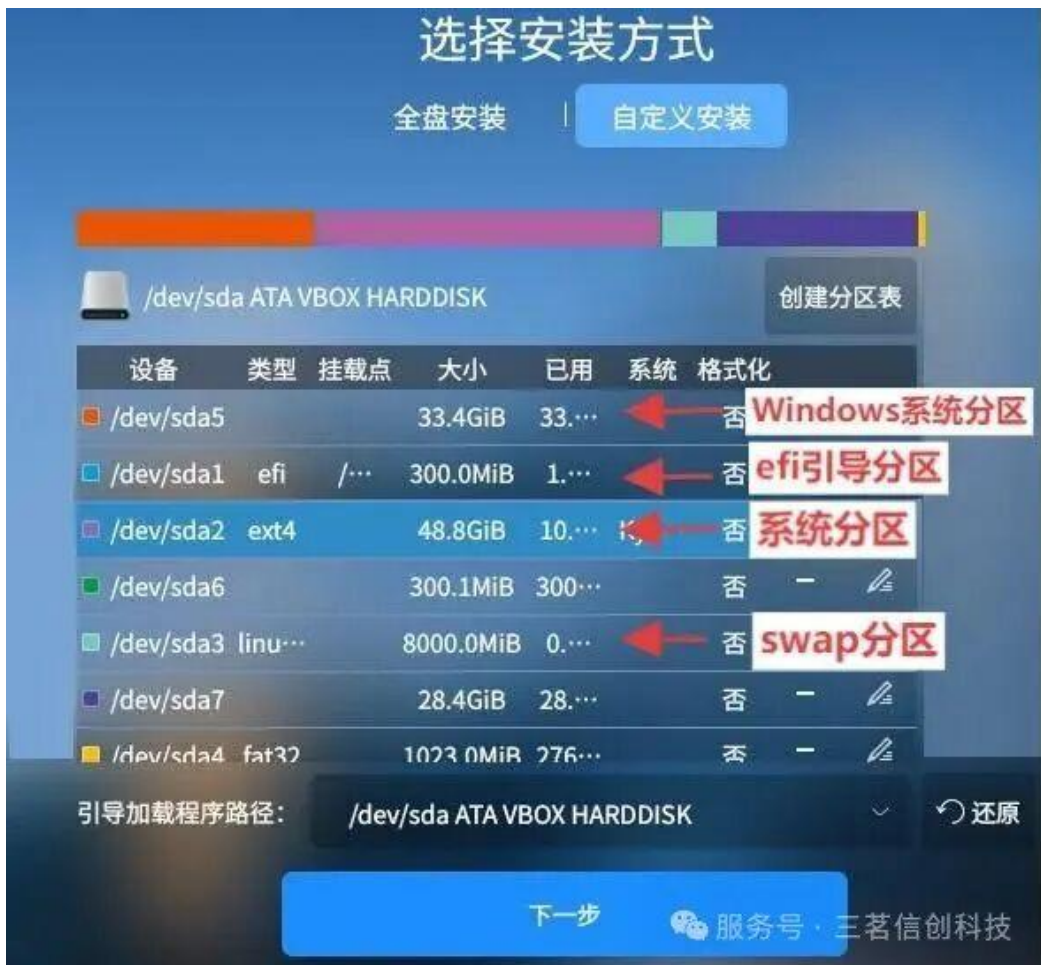 选择安装方式
全盘安装 | 自定义安装
/dev/sda ATA VBOX HARDDISK 创建分区表
设备 类型 挂载点 大小 已用 系统 格式化
/dev/sda5 33.4GiB 33.… 否 Windows系统分区
/dev/sda1 efi /… 300.0MiB 1.… 否 efi引导分区
/dev/sda2 ext4 48.8GiB 10.… 否 系统分区
/dev/sda6 300.1MiB 300… 否
/dev/sda3 linu… 8000.0MiB 0.… 否 swap分区
/dev/sda7 28.4GiB 28.… 否
/dev/sda4 fat32 1023.0MiB 276… 否
引导加载程序路径: /dev/sda ATA VBOX HARDDISK 还原
下一步
服务号 · 三茗信创科技